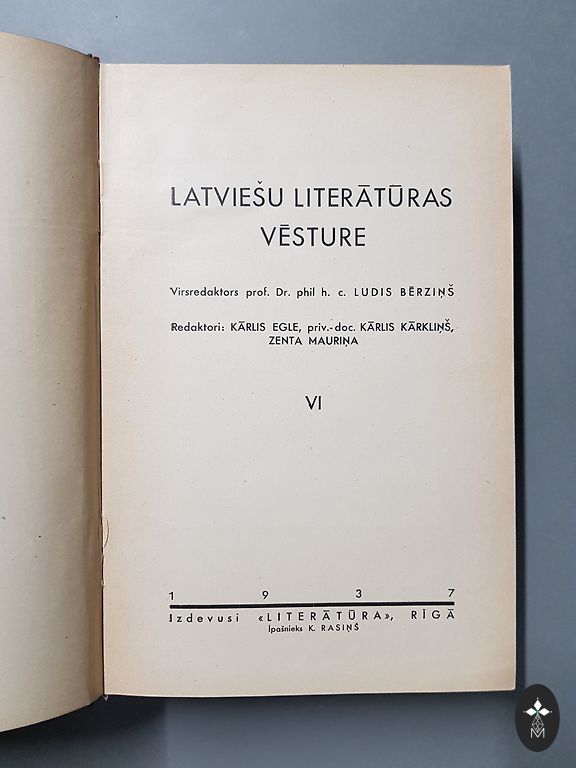 LATVIEŠU LITERĀTŪRAS
VĒSTURE
Virsredaktors prof. Dr. phil h. c. LUDIS BĒRZIŅŠ
Redaktori: KĀRLIS EGLE, priv.-doc. KĀRLIS KĀRKLIŅŠ,
ZENTA MAURIŅA
VI
1 9 3 7
Izdevusi «LITERĀTŪRA», RĪGĀ
Īpašnieks K. RASIŅŠ
M